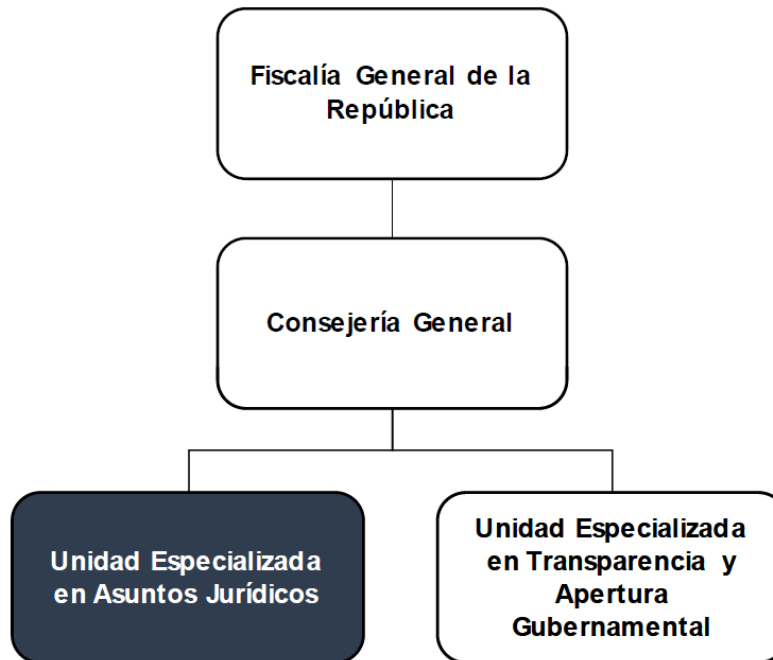 Fiscalía General de la
República
Consejería General
Unidad Especializada
en Asuntos Jurídicos
Unidad Especializada
en Transparencia y
Apertura
Gubernamental